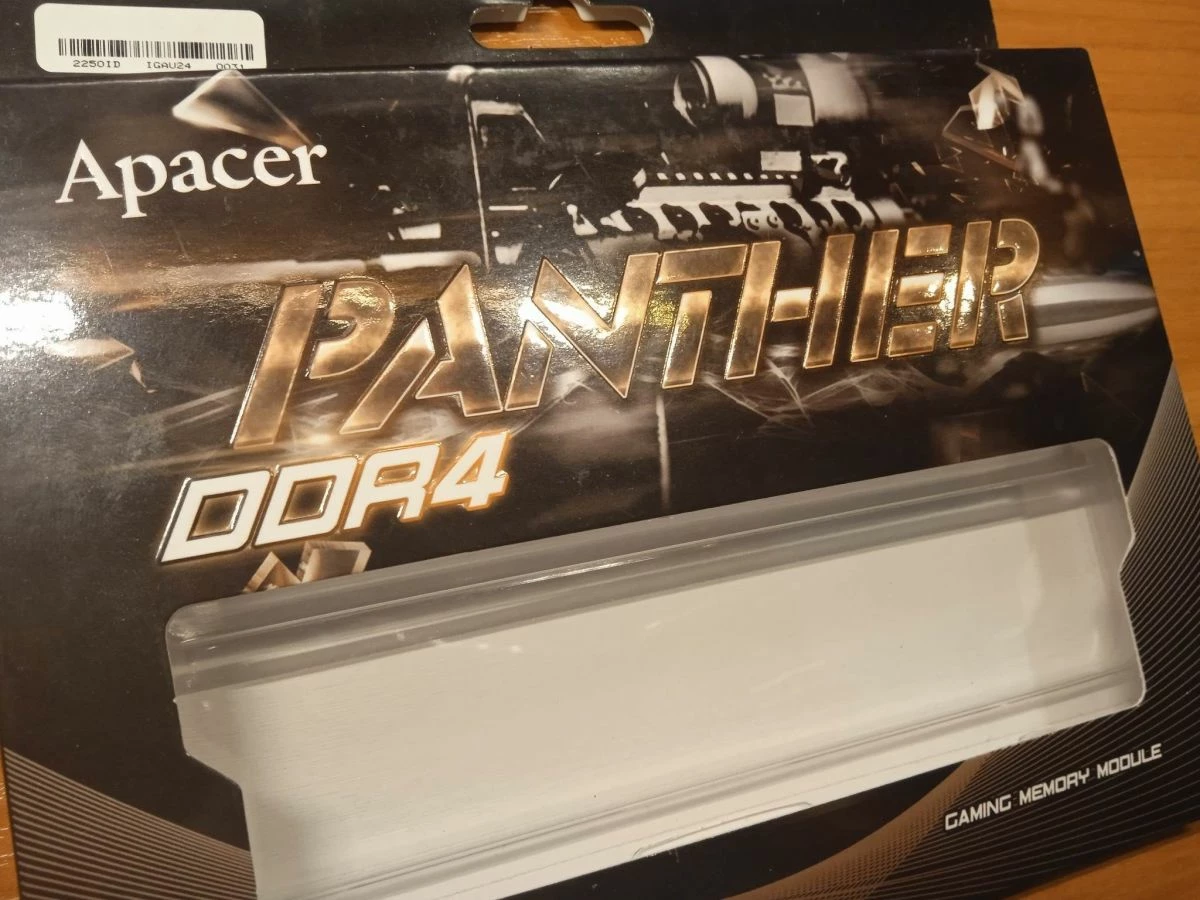 2250ID IGAU24 0031
Apacer
PANTHER
DDR4
GAMING MEMORY MODULE